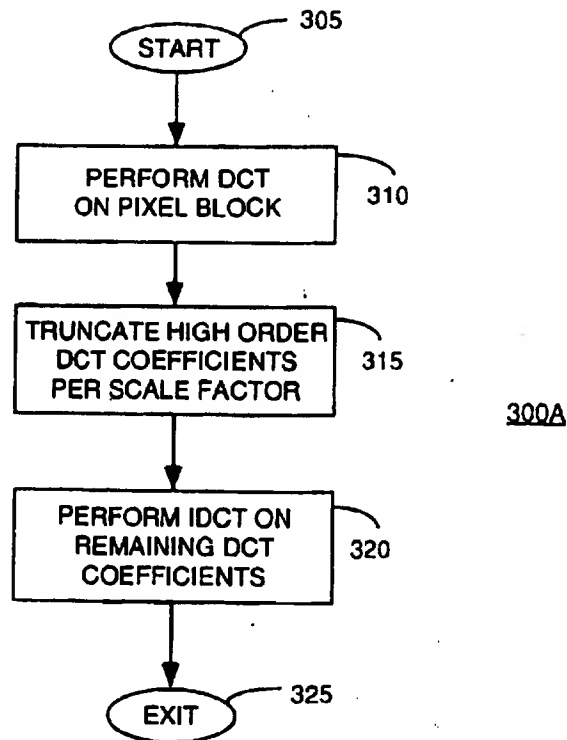 START
305
PERFORM DCT
ON PIXEL BLOCK
310
TRUNCATE HIGH ORDER
DCT COEFFICIENTS
PER SCALE FACTOR
315
300A
PERFORM IDCT ON
REMAINING DCT
COEFFICIENTS
320
EXIT
325